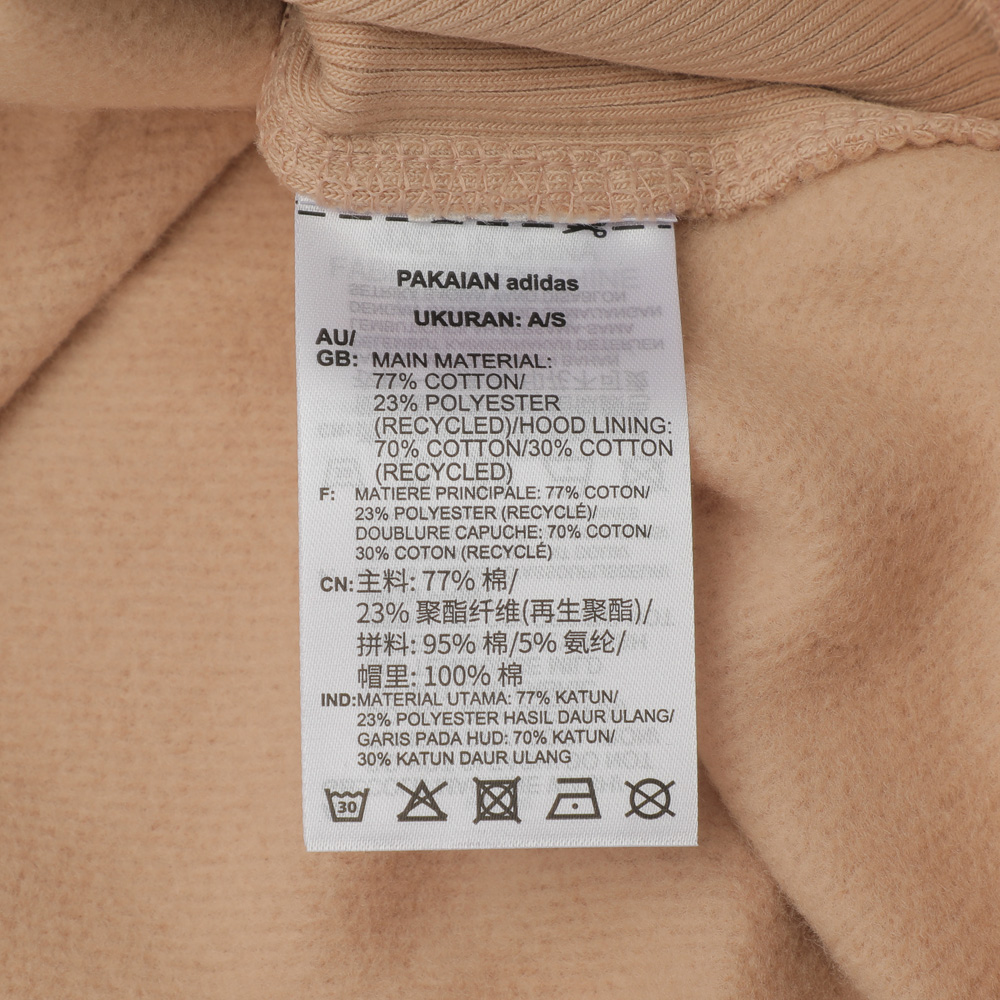 PAKAIAN adidas
UKURAN: A/S
AU/
GB: MAIN MATERIAL:
77% COTTON/
23% POLYESTER
(RECYCLED)/HOOD LINING:
70% COTTON/30% COTTON
(RECYCLED)
F: MATIERE PRINCIPALE: 77% COTON/
23% POLYESTER (RECYCLÉ)/
DOUBLURE CAPUCHE: 70% COTON/
30% COTON (RECYCLÉ)
CN: 主料: 77% 棉/
23% 聚酯纤维(再生聚酯)/
拼料: 95% 棉/5% 氨纶/
帽里: 100% 棉
IND: MATERIAL UTAMA: 77% KATUN/
23% POLYESTER HASIL DAUR ULANG/
GARIS PADA HUD: 70% KATUN/
30% KATUN DAUR ULANG
30